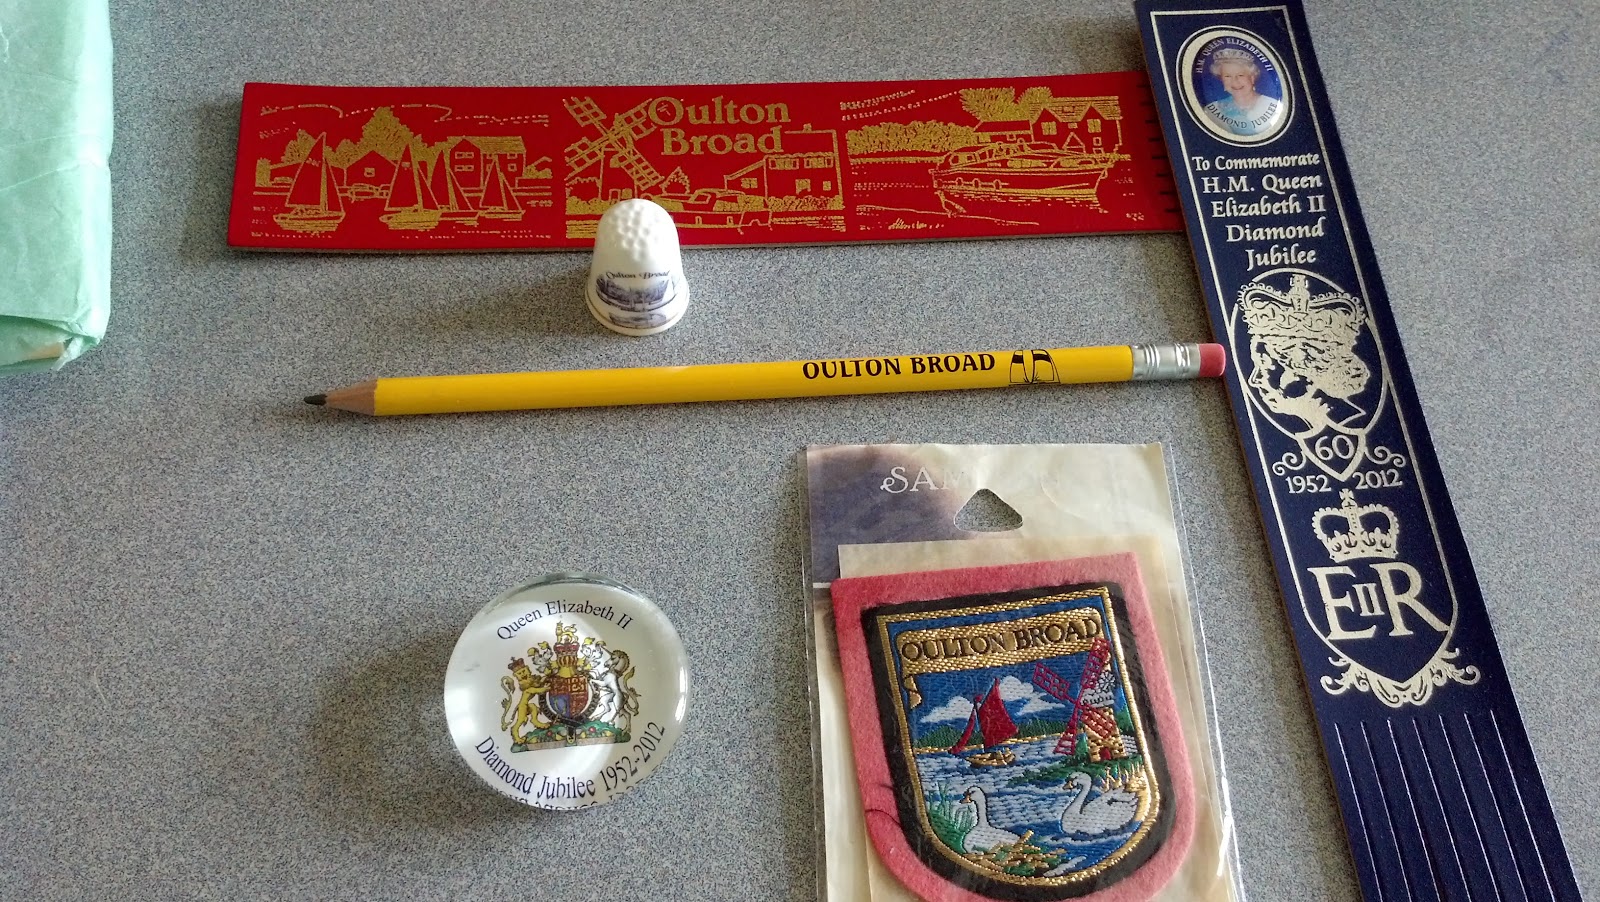 Oulton
Broad
H.M. QUEEN ELIZABETH II
DIAMOND JUBILEE
To Commemorate
H.M. Queen
Elizabeth II
Diamond
Jubilee
60
1952 2012
EIIR
Oulton Broad
OULTON BROAD
Queen Elizabeth II
Diamond Jubilee 1952-2012
OULTON BROAD